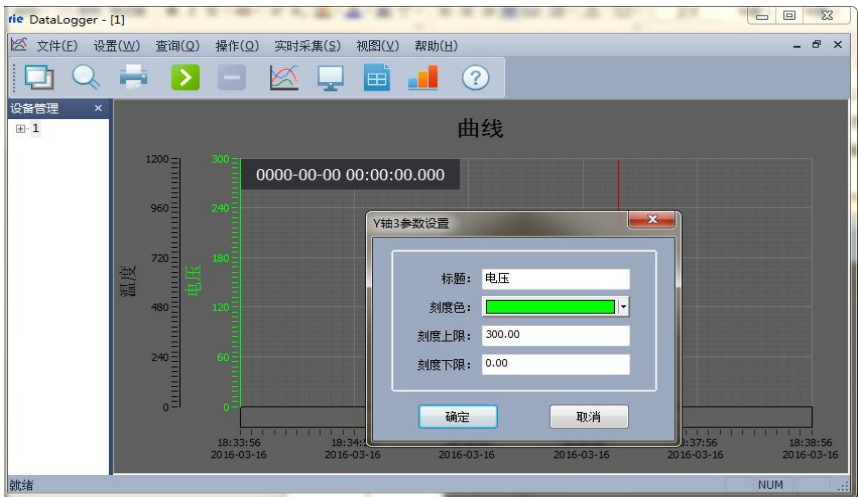 rie DataLogger - [1]
文件(F) 设置(W) 查询(Q) 操作(O) 实时采集(S) 视图(V) 帮助(H)
设备管理 ×
1
曲线
0000-00-00 00:00:00.000
温度
1200
960
720
480
240
0
电压
300
240
180
120
60
0
Y轴3参数设置
标题: 电压
刻度色:
刻度上限: 300.00
刻度下限: 0.00
确定 取消
18:33:56 18:34: 3:37:56 18:38:56
2016-03-16 2016-03-16 2016-03-16 2016-03-16 2016-03-16 2016-03-16
就绪 NUM